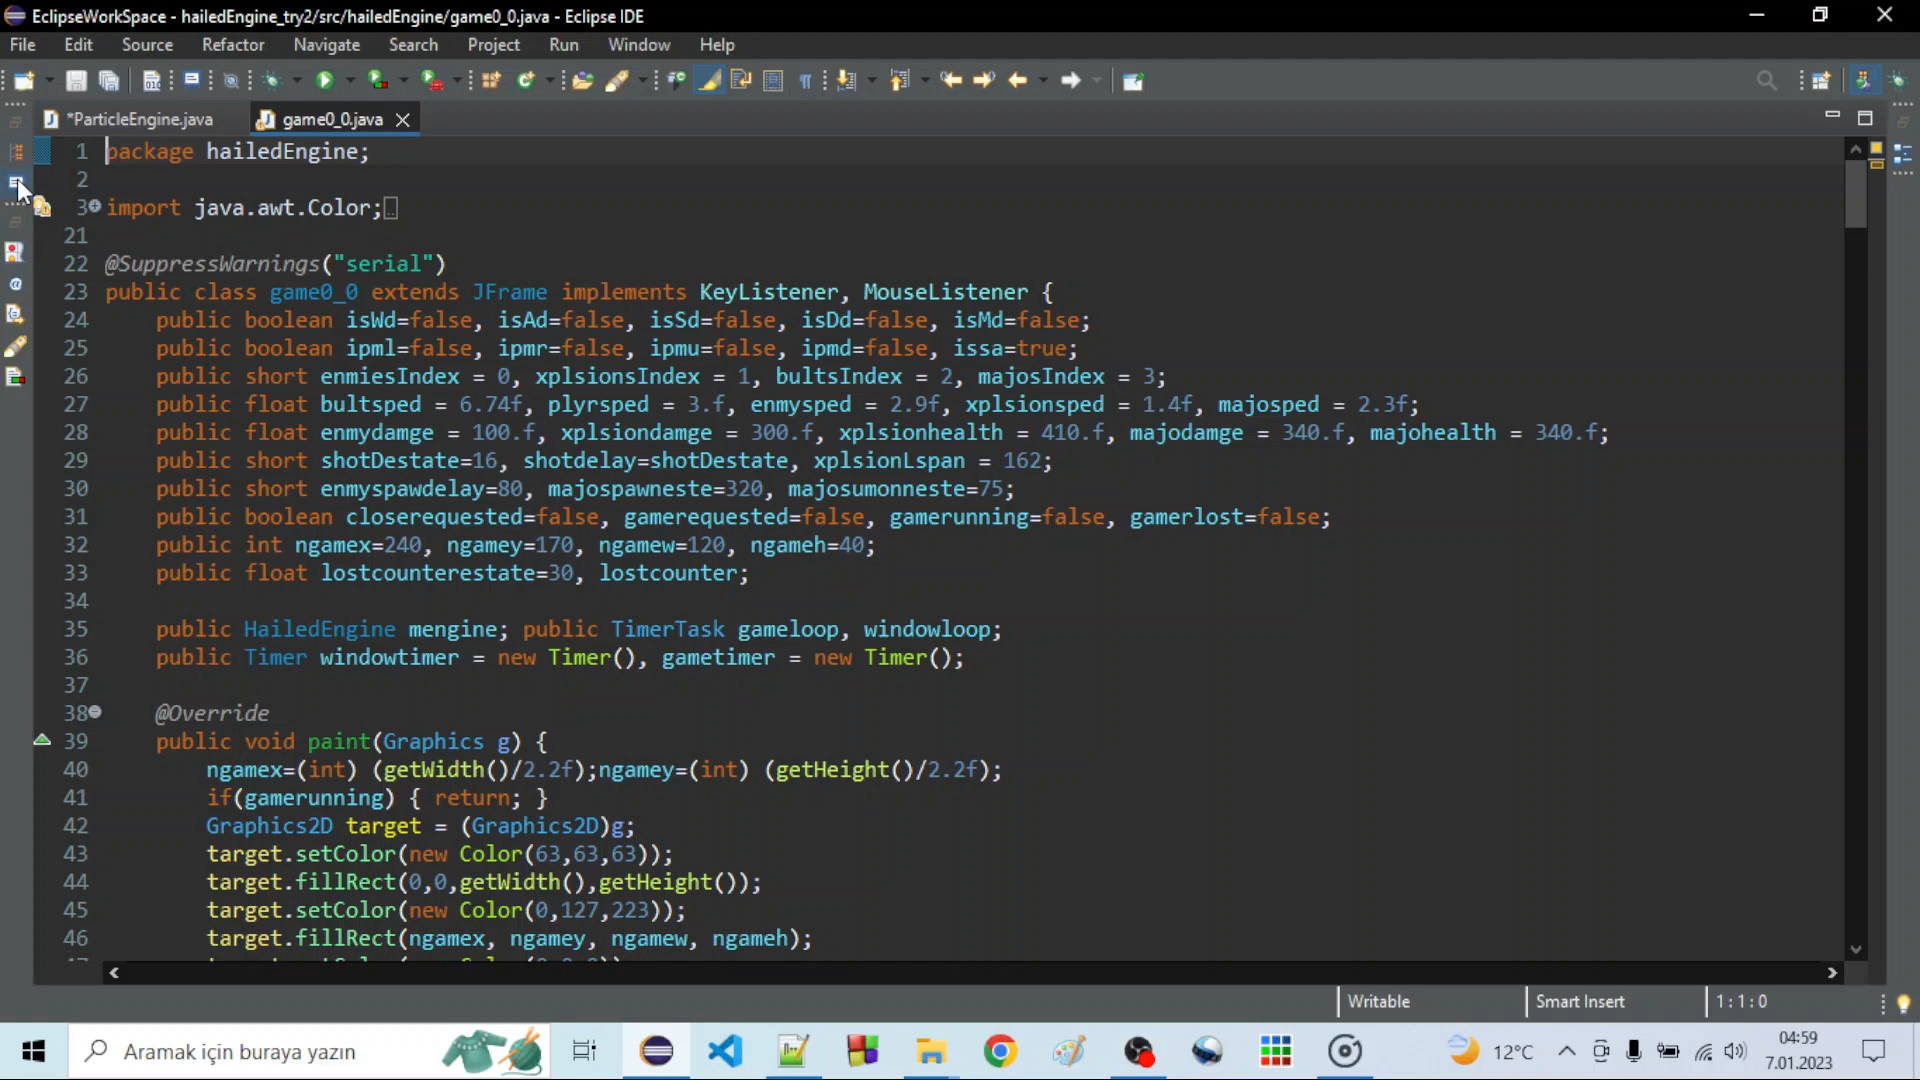 EclipseWorkSpace - hailedEngine_try2/src/hailedEngine/game0_0.java - Eclipse IDE
File Edit Source Refactor Navigate Search Project Run Window Help
*ParticleEngine.java game0_0.java
1 package hailedEngine;
2
3 import java.awt.Color;
21
22 @SuppressWarnings("serial")
23 public class game0_0 extends JFrame implements KeyListener, MouseListener {
24 public boolean isWd=false, isAd=false, isSd=false, isDd=false, isMd=false;
25 public boolean ipml=false, ipmr=false, ipmu=false, ipmd=false, issa=true;
26 public short enmiesIndex = 0, xplsionsIndex = 1, bultsIndex = 2, majosIndex = 3;
27 public float bultsped = 6.74f, plyrsped = 3.f, enmysped = 2.9f, xplsionsped = 1.4f, majosped = 2.3f;
28 public float enmydamge = 100.f, xplsiondamge = 300.f, xplsionhealth = 410.f, majodamge = 340.f, majohealth = 340.f;
29 public short shotDestate=16, shotdelay=shotDestate, xplsionLspan = 162;
30 public short enmyspawdelay=80, majospawneste=320, majosumonneste=75;
31 public boolean closerequested=false, gamerequested=false, gamerunning=false, gamerlost=false;
32 public int ngamex=240, ngamey=170, ngamew=120, ngameh=40;
33 public float lostcounterestate=30, lostcounter;
34
35 public HailedEngine mengine; public TimerTask gameloop, windowloop;
36 public Timer windowtimer = new Timer(), gametimer = new Timer();
37
38 @Override
39 public void paint(Graphics g) {
40 ngamex=(int) (getWidth()/2.2f);ngamey=(int) (getHeight()/2.2f);
41 if(gamerunning) { return; }
42 Graphics2D target = (Graphics2D)g;
43 target.setColor(new Color(63,63,63));
44 target.fillRect(0,0,getWidth(),getHeight());
45 target.setColor(new Color(0,127,223));
46 target.fillRect(ngamex, ngamey, ngamew, ngameh);
Writable Smart Insert 1:1:0
Aramak için buraya yazın 12°C 04:59
7.01.2023